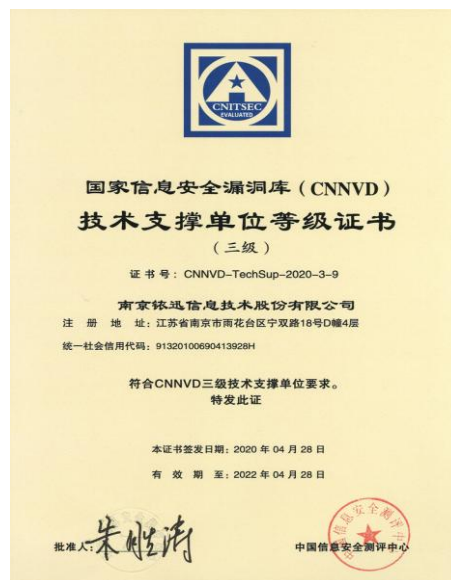 CNITSEC
EVALUATED
国家信息安全漏洞库（CNNVD）
技术支撑单位等级证书
（三级）
证书号：CNNVD-TechSup-2020-3-9
南京铱迅信息技术股份有限公司
注册地址：江苏省南京市雨花台区宁双路18号D幢4层
统一社会信用代码：91320100690413928H
符合CNNVD三级技术支撑单位要求。
特发此证
本证书签发日期：2020 年 04 月 28 日
有效期至：2022 年 04 月 28 日
批准人：朱胜涛
中国信息安全测评中心